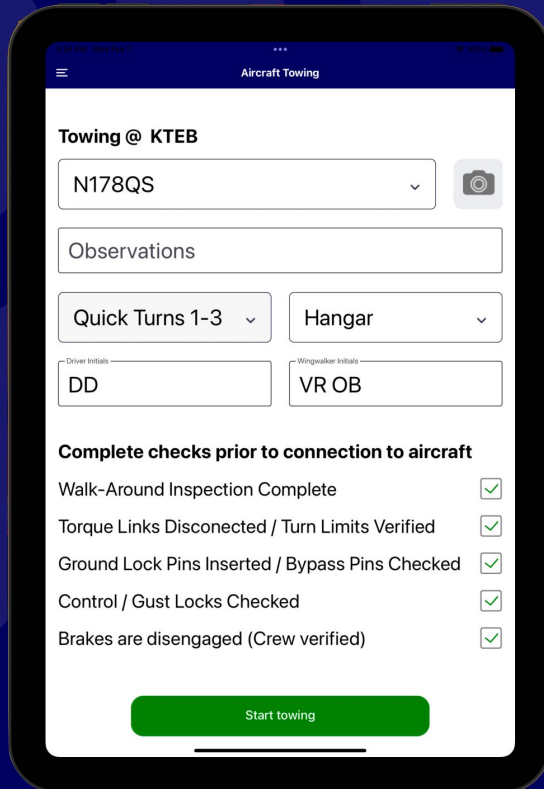 Aircraft Towing
Towing @ KTEB
N178QS
Observations
Quick Turns 1-3
Hangar
Driver Initials
DD
Wingwalker Initials
VR OB
Complete checks prior to connection to aircraft
Walk-Around Inspection Complete
Torque Links Disconected / Turn Limits Verified
Ground Lock Pins Inserted / Bypass Pins Checked
Control / Gust Locks Checked
Brakes are disengaged (Crew verified)
Start towing